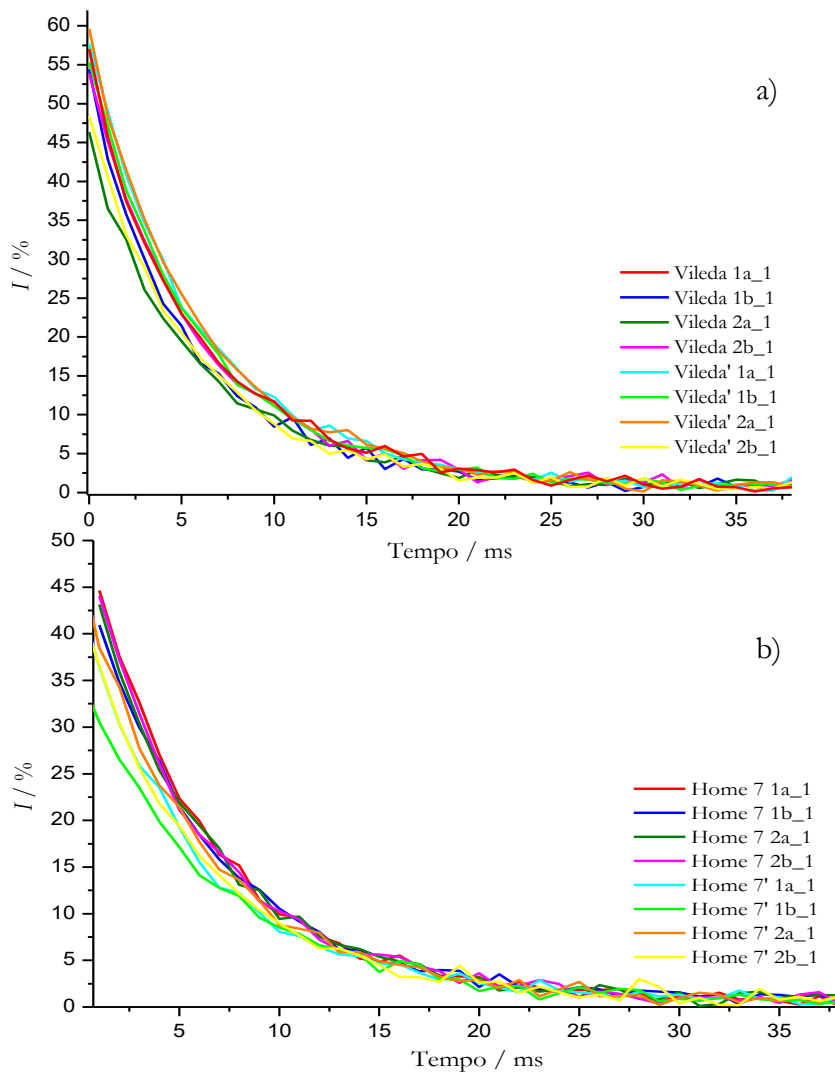 60
55
50
45
40
35
30
25
20
15
10
5
0
I / %
a)
Vileda 1a_1
Vileda 1b_1
Vileda 2a_1
Vileda 2b_1
Vileda' 1a_1
Vileda' 1b_1
Vileda' 2a_1
Vileda' 2b_1
0 5 10 15 20 25 30 35
Tempo / ms
50
45
40
35
30
25
20
15
10
5
0
I / %
b)
Home 7 1a_1
Home 7 1b_1
Home 7 2a_1
Home 7 2b_1
Home 7' 1a_1
Home 7' 1b_1
Home 7' 2a_1
Home 7' 2b_1
5 10 15 20 25 30 35
Tempo / ms